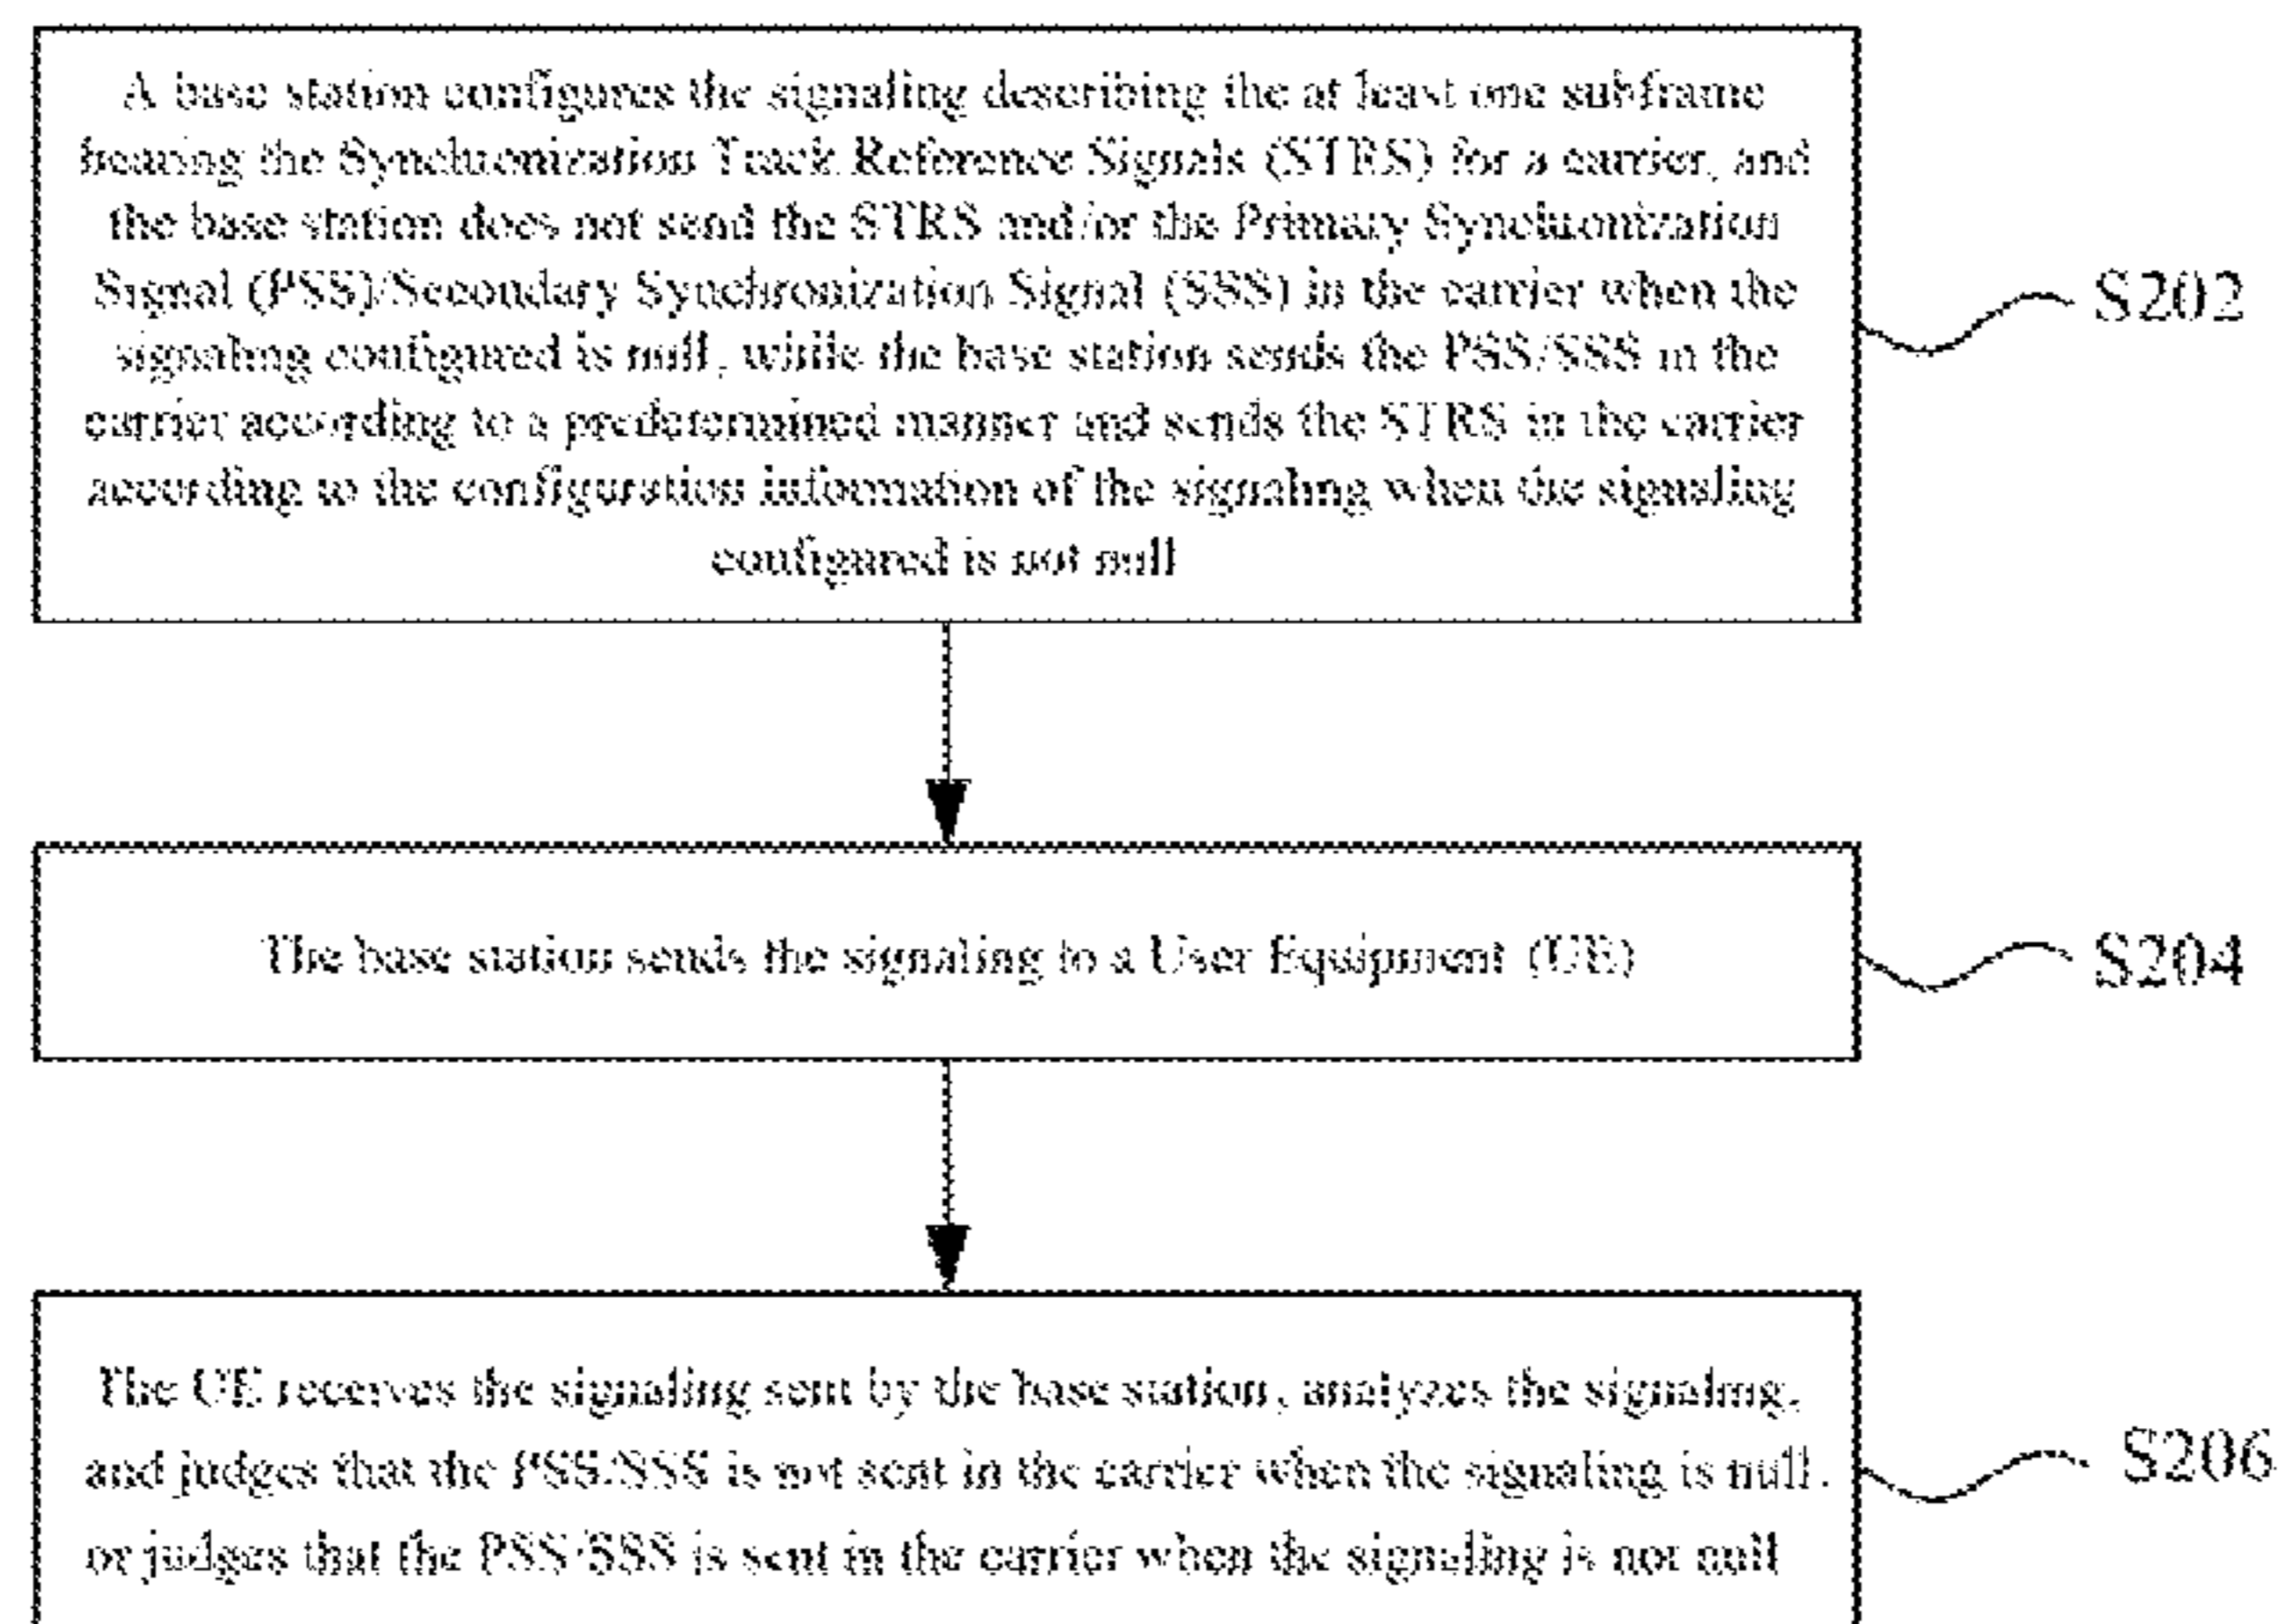 A base station configures the signaling describing the at least one subframe
bearing the Synchronization Track Reference Signals (STRS) for a carrier, and
the base station does not send the STRS and/or the Primary Synchronization
Signal (PSS)/Secondary Synchronization Signal (SSS) in the carrier when the
signaling configured is null, while the base station sends the PSS/SSS in the
carrier according to a predetermined manner and sends the STRS in the carrier
according to the configuration information of the signaling when the signaling
configured is not null
S202
The base station sends the signaling to a User Equipment (UE)
S204
The UE receives the signaling sent by the base station, analyzes the signaling,
and judges that the PSS/SSS is not sent in the carrier when the signaling is null,
or judges that the PSS/SSS is sent in the carrier when the signaling is not null
S206